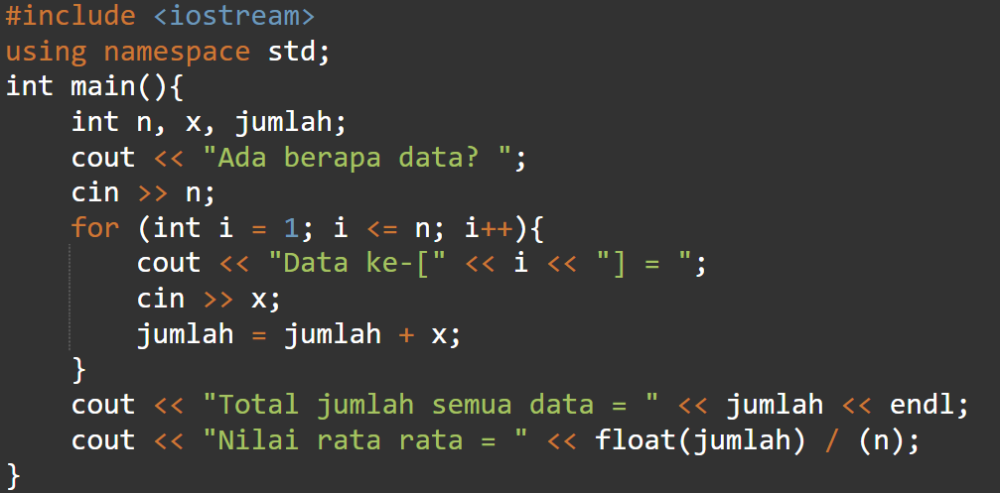 #include <iostream>
using namespace std;
int main(){
    int n, x, jumlah;
    cout << "Ada berapa data? ";
    cin >> n;
    for (int i = 1; i <= n; i++){
        cout << "Data ke-[" << i << "] = ";
        cin >> x;
        jumlah = jumlah + x;
    }
    cout << "Total jumlah semua data = " << jumlah << endl;
    cout << "Nilai rata rata = " << float(jumlah) / (n);
}